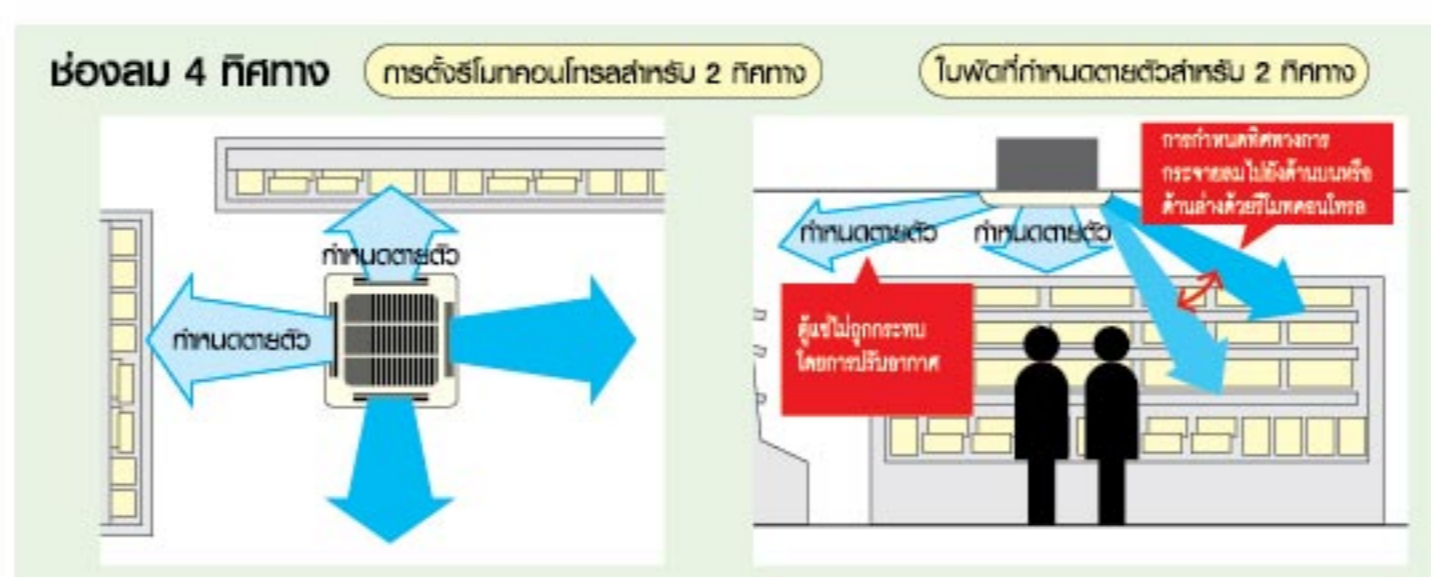 ช่องลม 4 ทิศทาง
การตั้งรีโมทคอนโทรลสำหรับ 2 ทิศทาง
ใบพัดที่กำหนดตายตัวสำหรับ 2 ทิศทาง
กำหนดตายตัว
กำหนดตายตัว
การกำหนดทิศทางการ
กระจายลมไปยังด้านบนหรือ
ด้านล่างด้วยรีโมทคอนโทรล
กำหนดตายตัว
กำหนดตายตัว
ตู้แช่ไม่ถูกกระทบ
โดยการปรับอากาศ